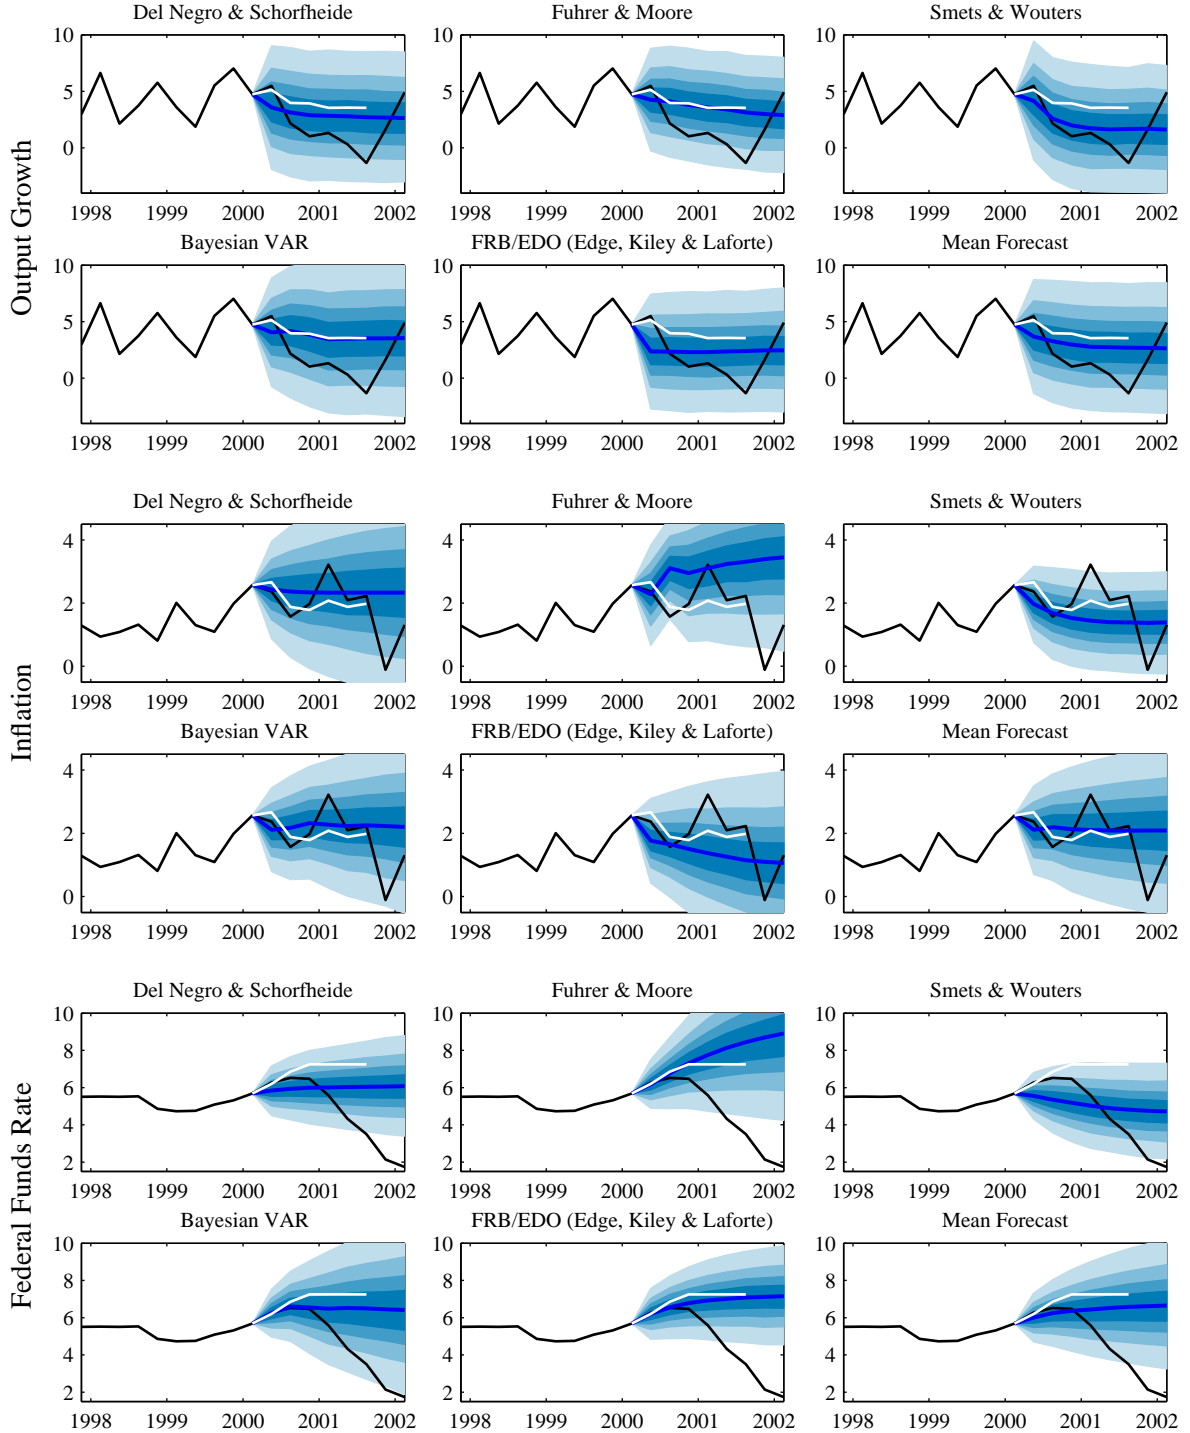 Output Growth
Del Negro & Schorfheide
Fuhrer & Moore
Smets & Wouters
10
5
0
1998 1999 2000 2001 2002
10
5
0
1998 1999 2000 2001 2002
10
5
0
1998 1999 2000 2001 2002
Bayesian VAR
FRB/EDO (Edge, Kiley & Laforte)
Mean Forecast
10
5
0
1998 1999 2000 2001 2002
10
5
0
1998 1999 2000 2001 2002
10
5
0
1998 1999 2000 2001 2002
Inflation
Del Negro & Schorfheide
Fuhrer & Moore
Smets & Wouters
4
2
0
1998 1999 2000 2001 2002
4
2
0
1998 1999 2000 2001 2002
4
2
0
1998 1999 2000 2001 2002
Bayesian VAR
FRB/EDO (Edge, Kiley & Laforte)
Mean Forecast
4
2
0
1998 1999 2000 2001 2002
4
2
0
1998 1999 2000 2001 2002
4
2
0
1998 1999 2000 2001 2002
Federal Funds Rate
Del Negro & Schorfheide
Fuhrer & Moore
Smets & Wouters
10
8
6
4
2
1998 1999 2000 2001 2002
10
8
6
4
2
1998 1999 2000 2001 2002
10
8
6
4
2
1998 1999 2000 2001 2002
Bayesian VAR
FRB/EDO (Edge, Kiley & Laforte)
Mean Forecast
10
8
6
4
2
1998 1999 2000 2001 2002
10
8
6
4
2
1998 1999 2000 2001 2002
10
8
6
4
2
1998 1999 2000 2001 2002